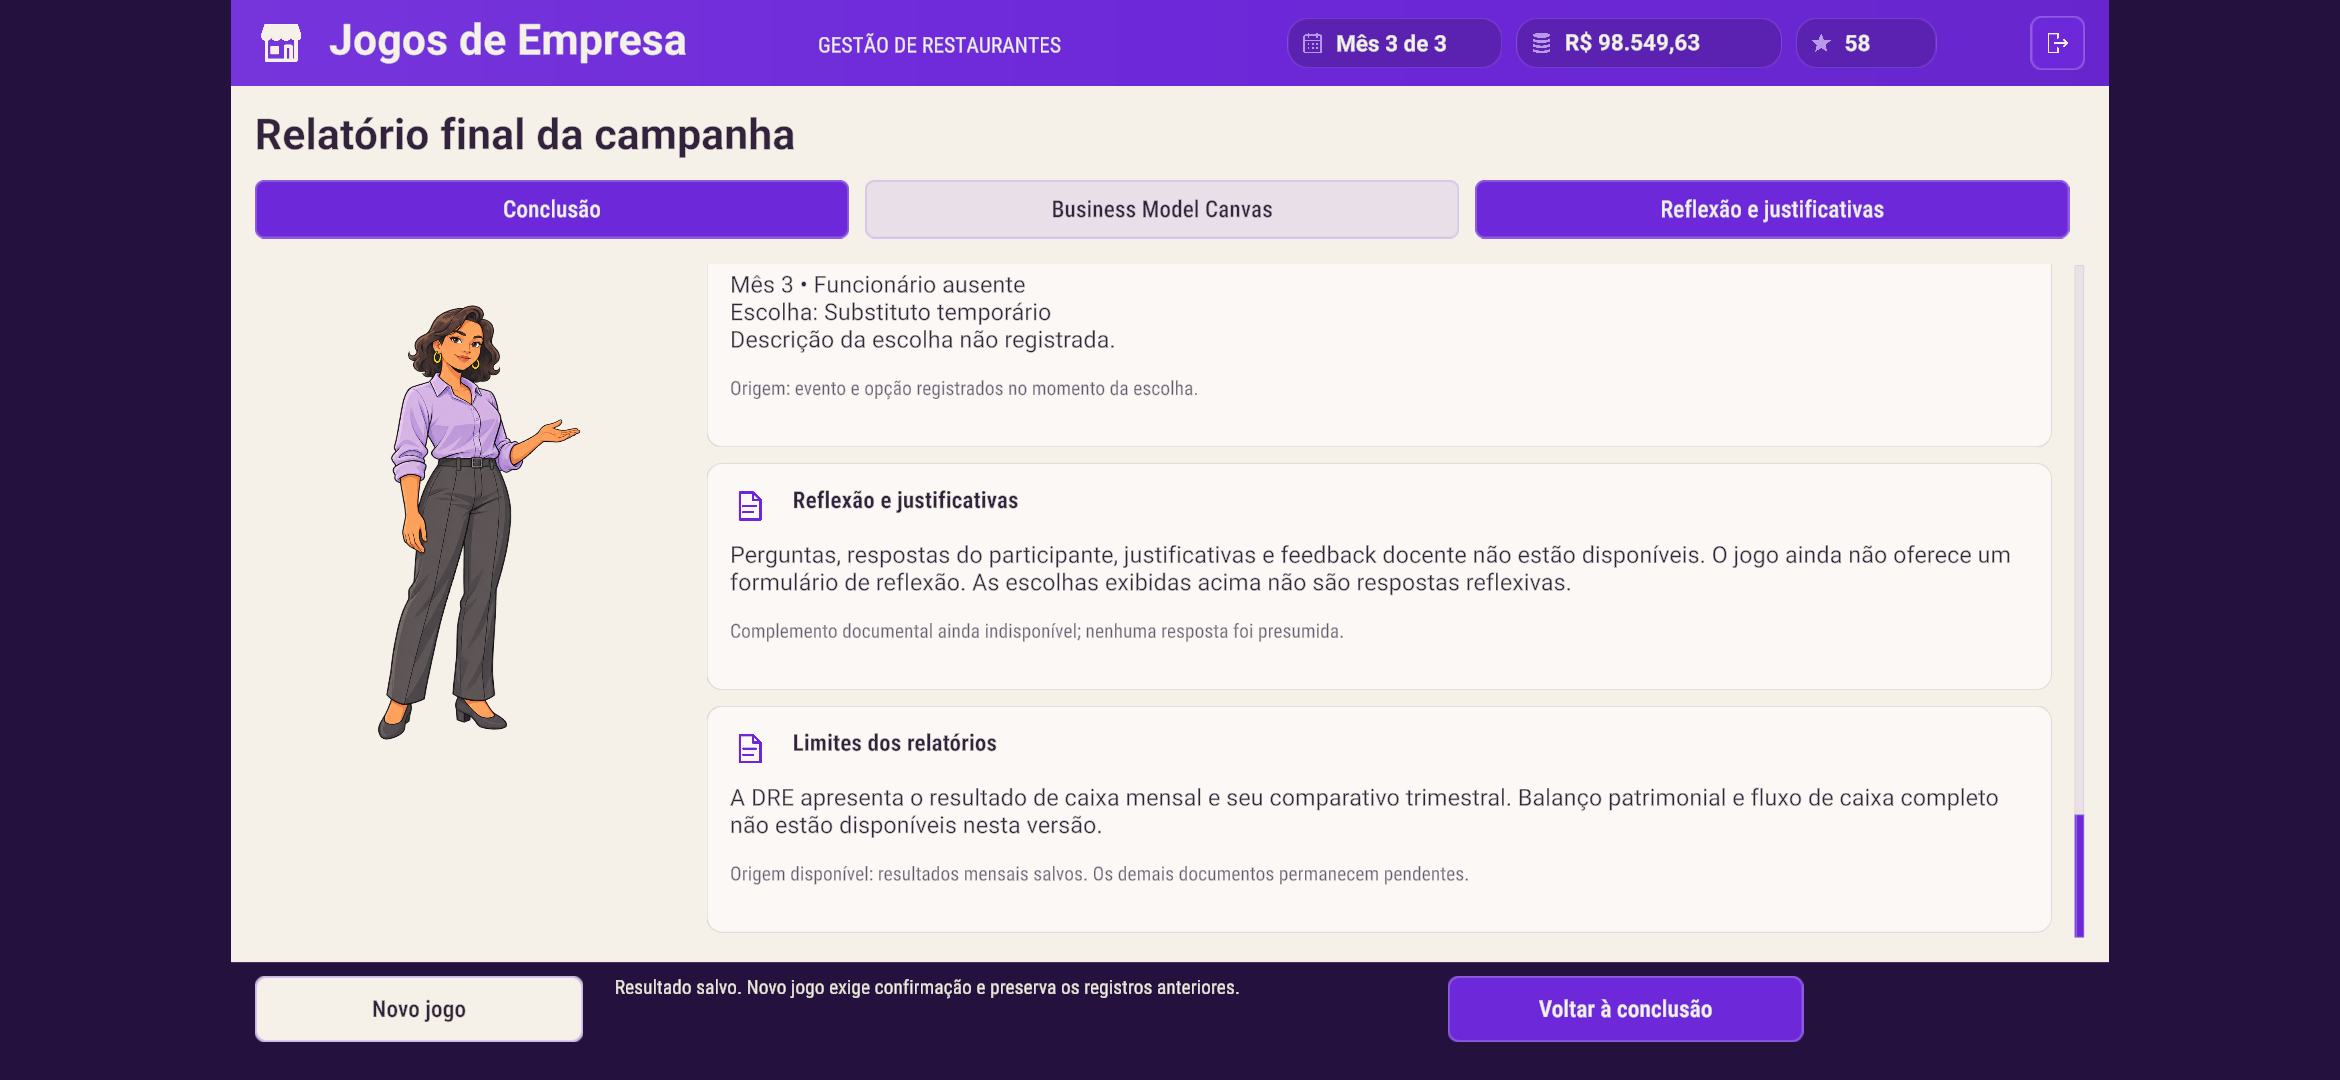 Jogos de Empresa
GESTÃO DE RESTAURANTES
Mês 3 de 3
R$ 98.549,63
58
Relatório final da campanha
Conclusão
Business Model Canvas
Reflexão e justificativas
Mês 3 • Funcionário ausente
Escolha: Substituto temporário
Descrição da escolha não registrada.
Origem: evento e opção registrados no momento da escolha.
Reflexão e justificativas
Perguntas, respostas do participante, justificativas e feedback docente não estão disponíveis. O jogo ainda não oferece um
formulário de reflexão. As escolhas exibidas acima não são respostas reflexivas.
Complemento documental ainda indisponível; nenhuma resposta foi presumida.
Limites dos relatórios
A DRE apresenta o resultado de caixa mensal e seu comparativo trimestral. Balanço patrimonial e fluxo de caixa completo
não estão disponíveis nesta versão.
Origem disponível: resultados mensais salvos. Os demais documentos permanecem pendentes.
Novo jogo
Resultado salvo. Novo jogo exige confirmação e preserva os registros anteriores.
Voltar à conclusão